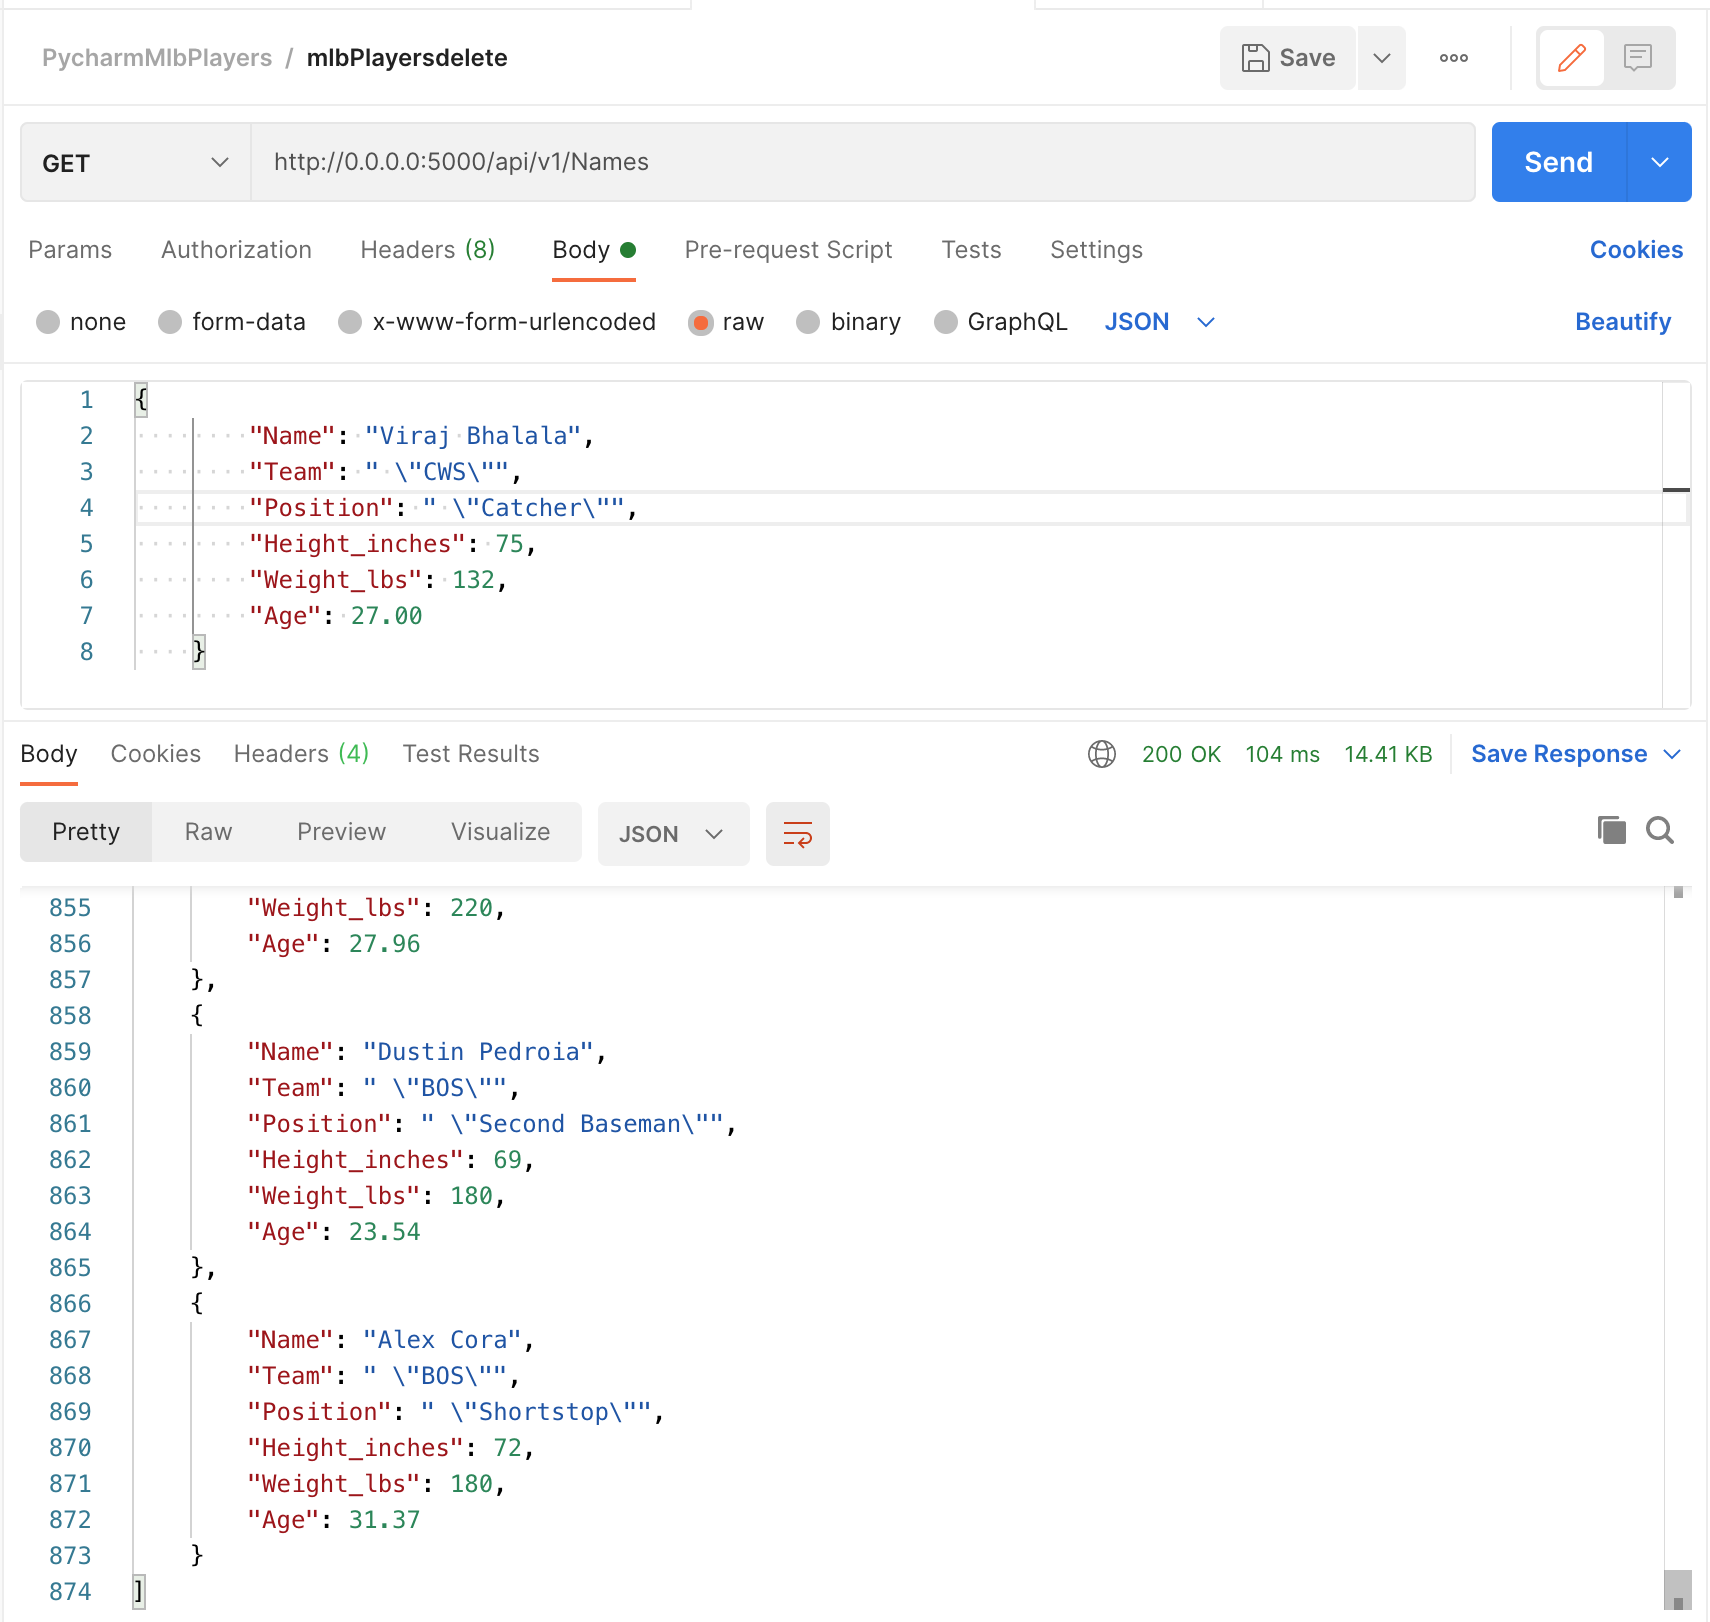 PycharmMlbPlayers / mlbPlayersdelete
Save
GET
http://0.0.0.0:5000/api/v1/Names
Send
Params Authorization Headers (8) Body Pre-request Script Tests Settings Cookies
none form-data x-www-form-urlencoded raw binary GraphQL JSON Beautify
1 {
2 "Name": "Viraj Bhalala",
3 "Team": " \"CWS\"",
4 "Position": " \"Catcher\"",
5 "Height_inches": 75,
6 "Weight_lbs": 132,
7 "Age": 27.00
8 }
Body Cookies Headers (4) Test Results 200 OK 104 ms 14.41 KB Save Response
Pretty Raw Preview Visualize JSON
855 "Weight_lbs": 220,
856 "Age": 27.96
857 },
858 {
859 "Name": "Dustin Pedroia",
860 "Team": " \"BOS\"",
861 "Position": " \"Second Baseman\"",
862 "Height_inches": 69,
863 "Weight_lbs": 180,
864 "Age": 23.54
865 },
866 {
867 "Name": "Alex Cora",
868 "Team": " \"BOS\"",
869 "Position": " \"Shortstop\"",
870 "Height_inches": 72,
871 "Weight_lbs": 180,
872 "Age": 31.37
873 }
874 ]